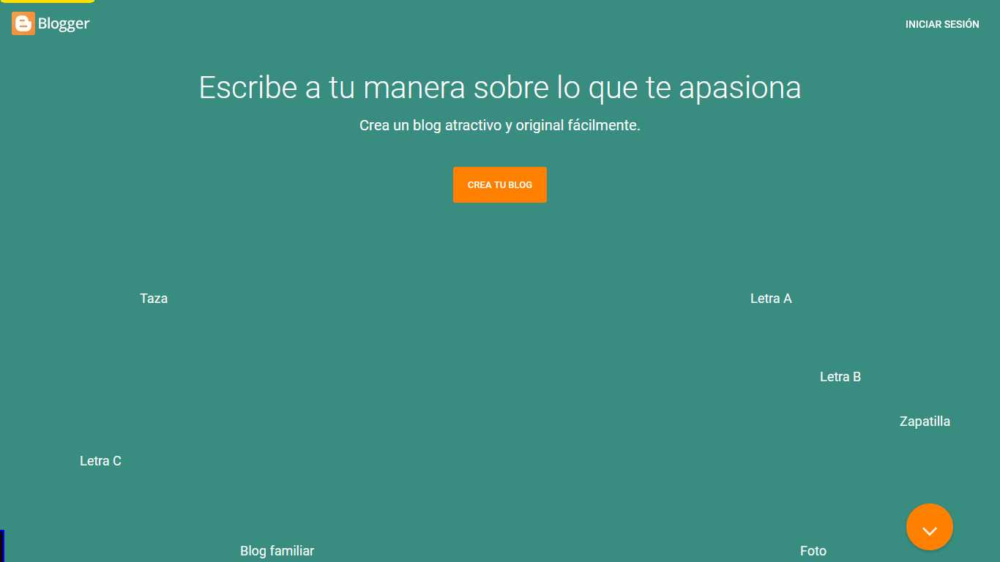 Blogger
INICIAR SESIÓN
Escribe a tu manera sobre lo que te apasiona
Crea un blog atractivo y original fácilmente.
CREA TU BLOG
Taza
Letra A
Letra B
Zapatilla
Letra C
Blog familiar
Foto